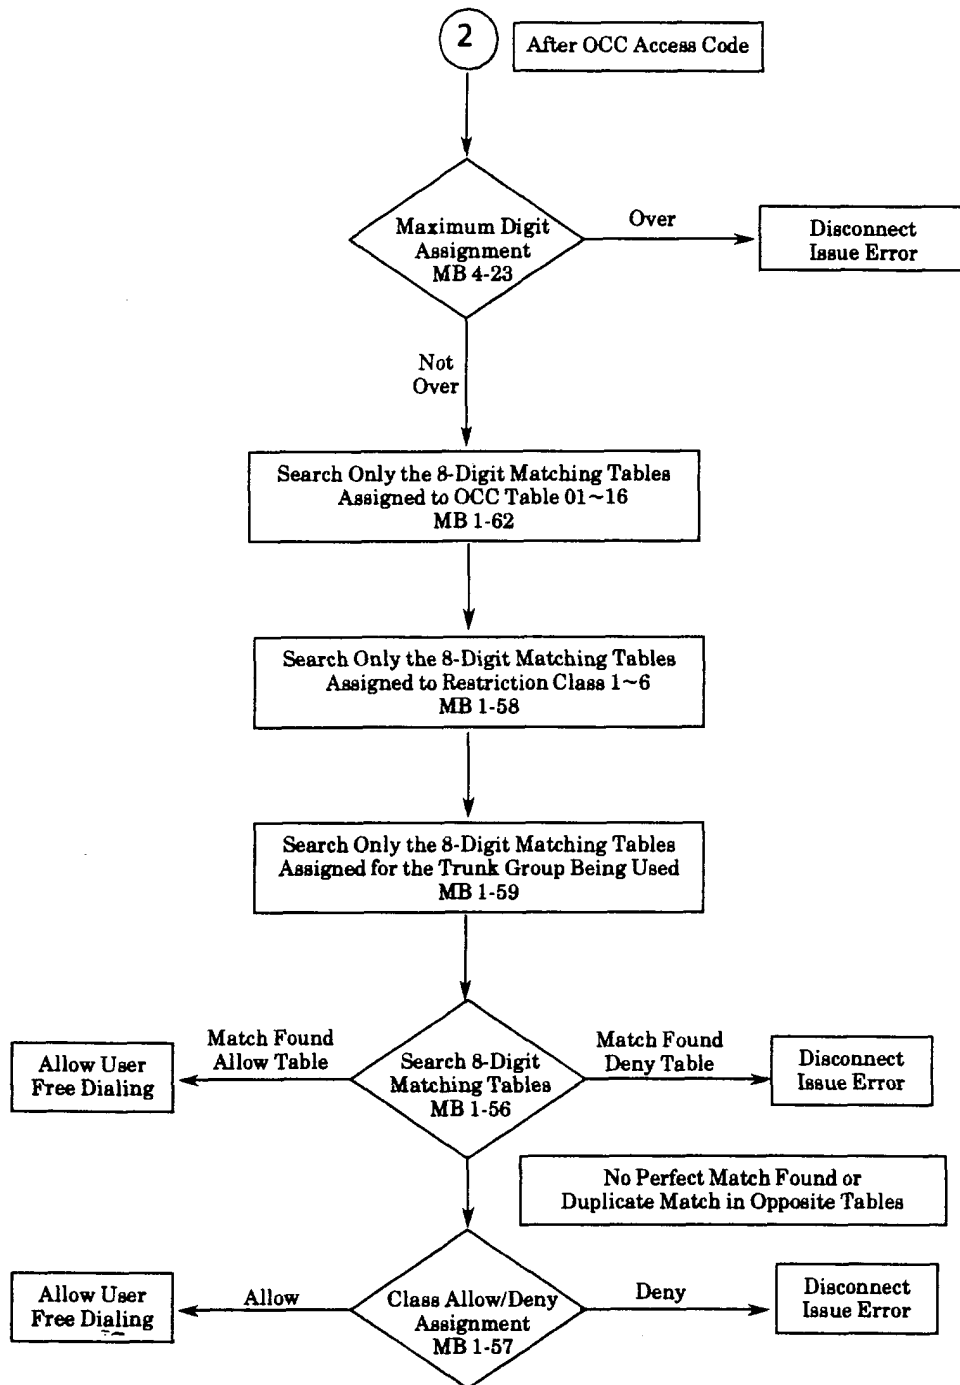 2
After OCC Access Code
Maximum Digit
Assignment
MB 4-23
Over
Disconnect
Issue Error
Not
Over
Search Only the 8-Digit Matching Tables
Assigned to OCC Table 01~16
MB 1-62
Search Only the 8-Digit Matching Tables
Assigned to Restriction Class 1~6
MB 1-58
Search Only the 8-Digit Matching Tables
Assigned for the Trunk Group Being Used
MB 1-59
Allow User
Free Dialing
Match Found
Allow Table
Search 8-Digit
Matching Tables
MB 1-56
Match Found
Deny Table
Disconnect
Issue Error
No Perfect Match Found or
Duplicate Match in Opposite Tables
Allow User
Free Dialing
Allow
Class Allow/Deny
Assignment
MB 1-57
Deny
Disconnect
Issue Error